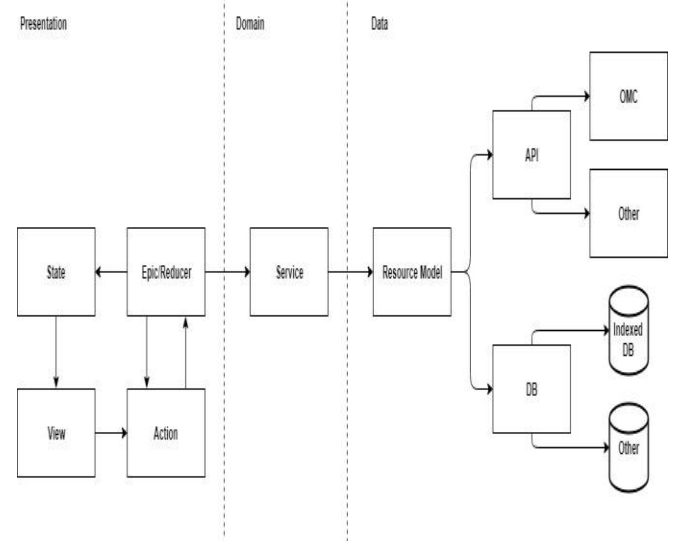 Presentation
Domain
Data
OMC
API
Other
State
Epic/Reducer
Service
Resource Model
Indexed
DB
DB
View
Action
Other